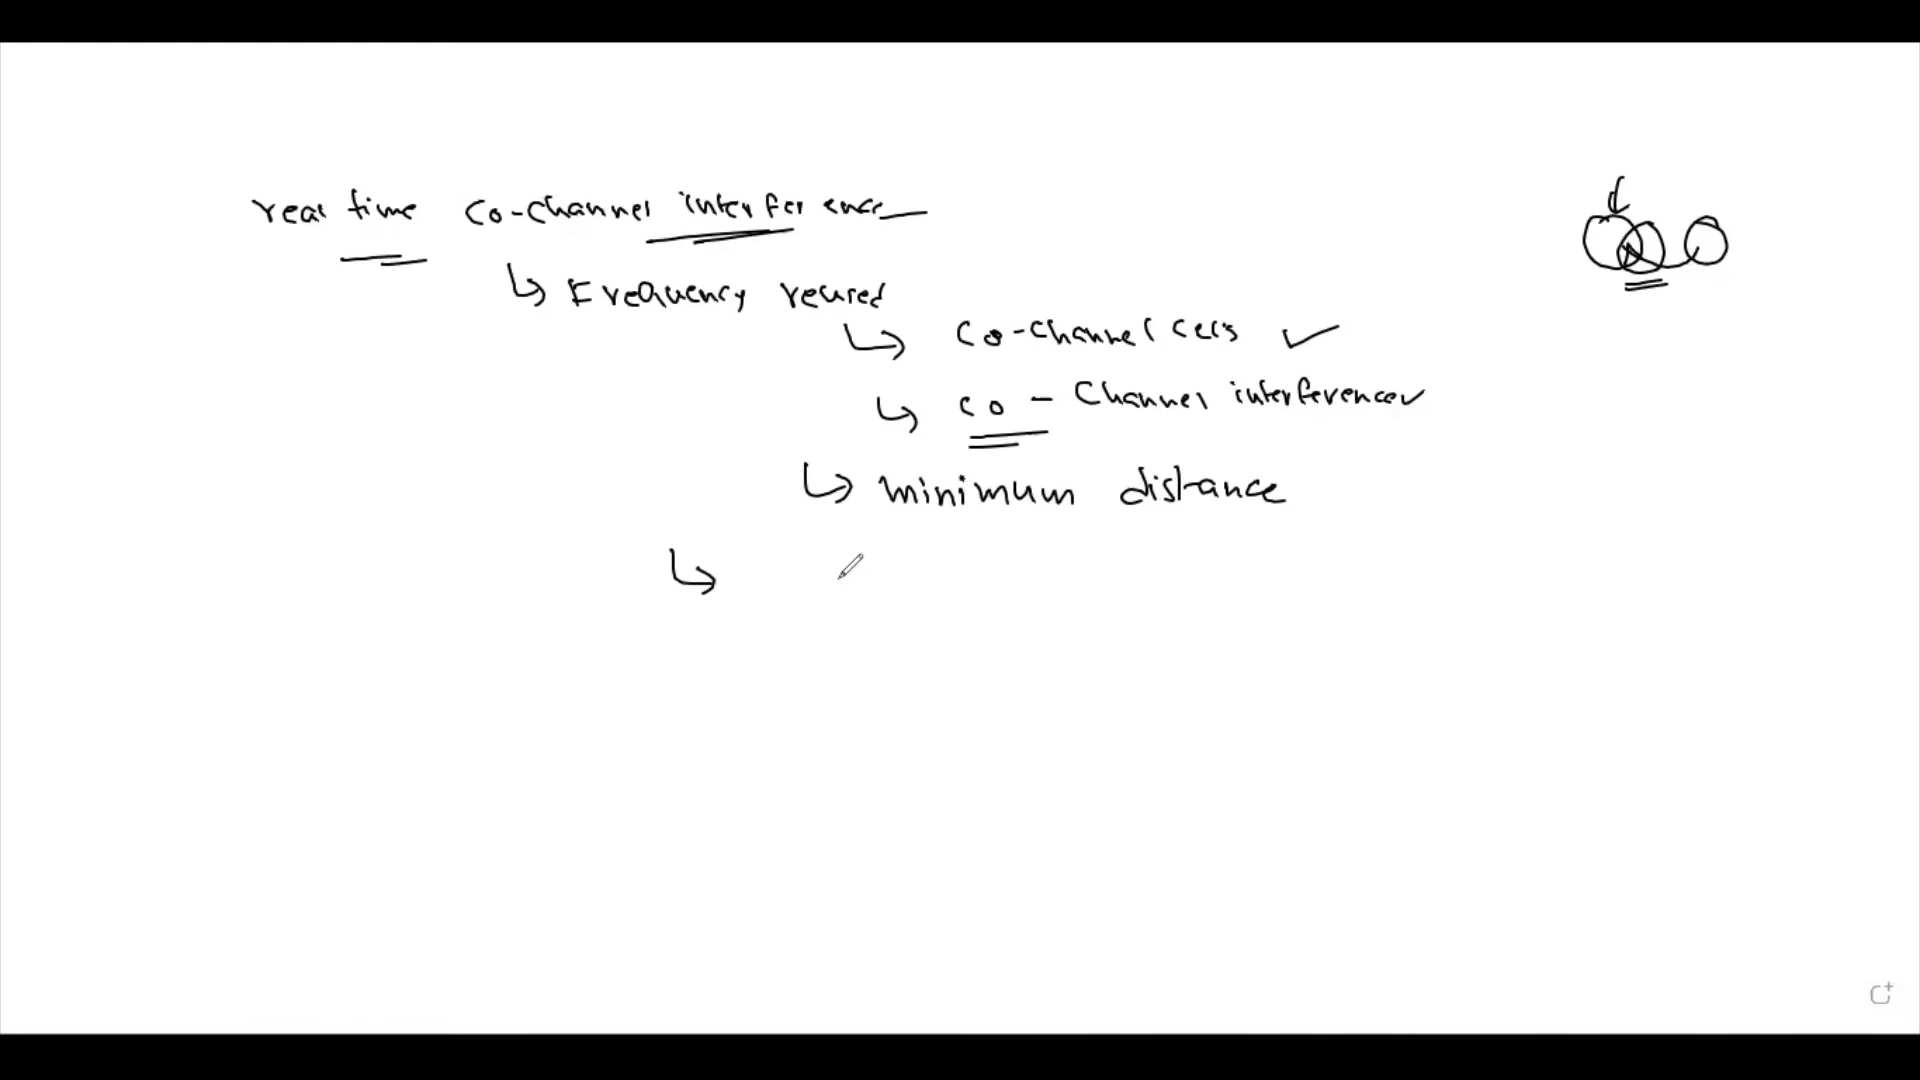 real time Co-channel interference
Frequency reused
Co-channel cells
co - Channel interference
minimum distance